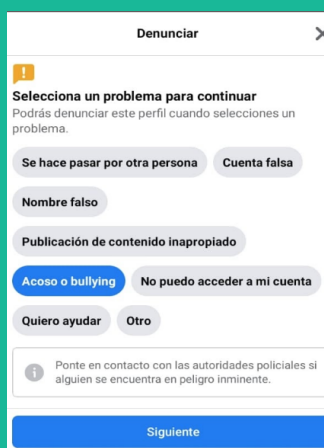 Denunciar
Selecciona un problema para continuar
Podrás denunciar este perfil cuando selecciones un
problema.
Se hace pasar por otra persona Cuenta falsa
Nombre falso
Publicación de contenido inapropiado
Acoso o bullying No puedo acceder a mi cuenta
Quiero ayudar Otro
Ponte en contacto con las autoridades policiales si
alguien se encuentra en peligro inminente.
Siguiente